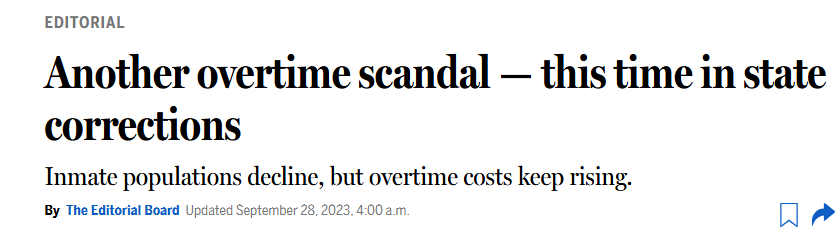 EDITORIAL
Another overtime scandal — this time in state
corrections
Inmate populations decline, but overtime costs keep rising.
By The Editorial Board Updated September 28, 2023, 4:00 a.m.